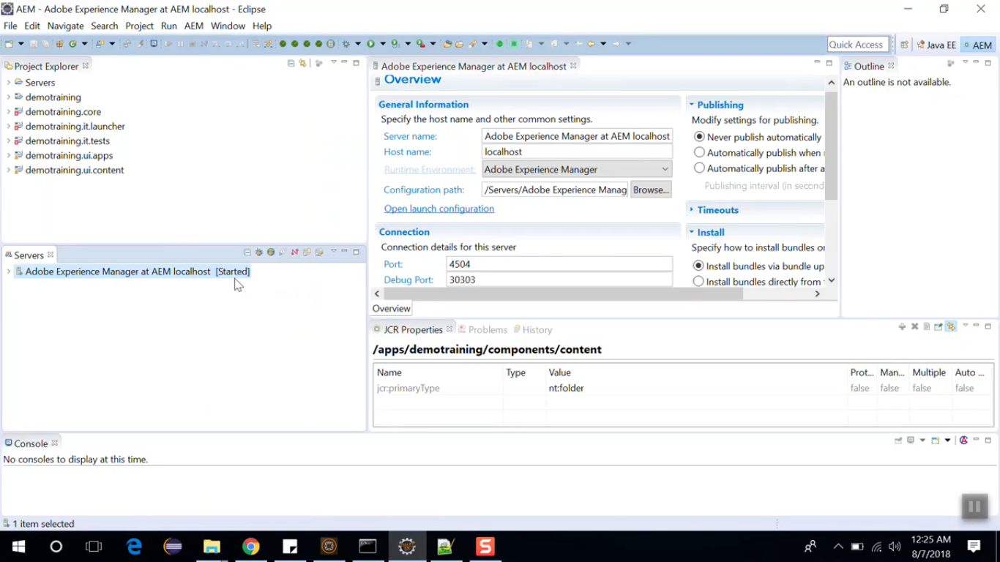 AEM - Adobe Experience Manager at AEM localhost - Eclipse
File Edit Navigate Search Project Run AEM Window Help
Quick Access Java EE AEM
Project Explorer
Servers
demotraining
demotraining.core
demotraining.it.launcher
demotraining.it.tests
demotraining.ui.apps
demotraining.ui.content
Servers
Adobe Experience Manager at AEM localhost [Started]
Adobe Experience Manager at AEM localhost
Overview
General Information
Specify the host name and other common settings.
Server name: Adobe Experience Manager at AEM localhost
Host name: localhost
Runtime Environment: Adobe Experience Manager
Configuration path: /Servers/Adobe Experience Manag Browse...
Open launch configuration
Connection
Connection details for this server
Port: 4504
Debug Port: 30303
Publishing
Modify settings for publishing.
Never publish automatically
Automatically publish when
Automatically publish after a
Publishing interval (in second
Timeouts
Install
Specify how to install bundles or
Install bundles via bundle up
Install bundles directly from
Overview
Outline
An outline is not available.
JCR Properties Problems History
/apps/demotraining/components/content
Name Type Value Prot... Man... Multiple Auto ...
jcr:primaryType nt:folder false false false false
Console
No consoles to display at this time.
1 item selected
12:25 AM
8/7/2018